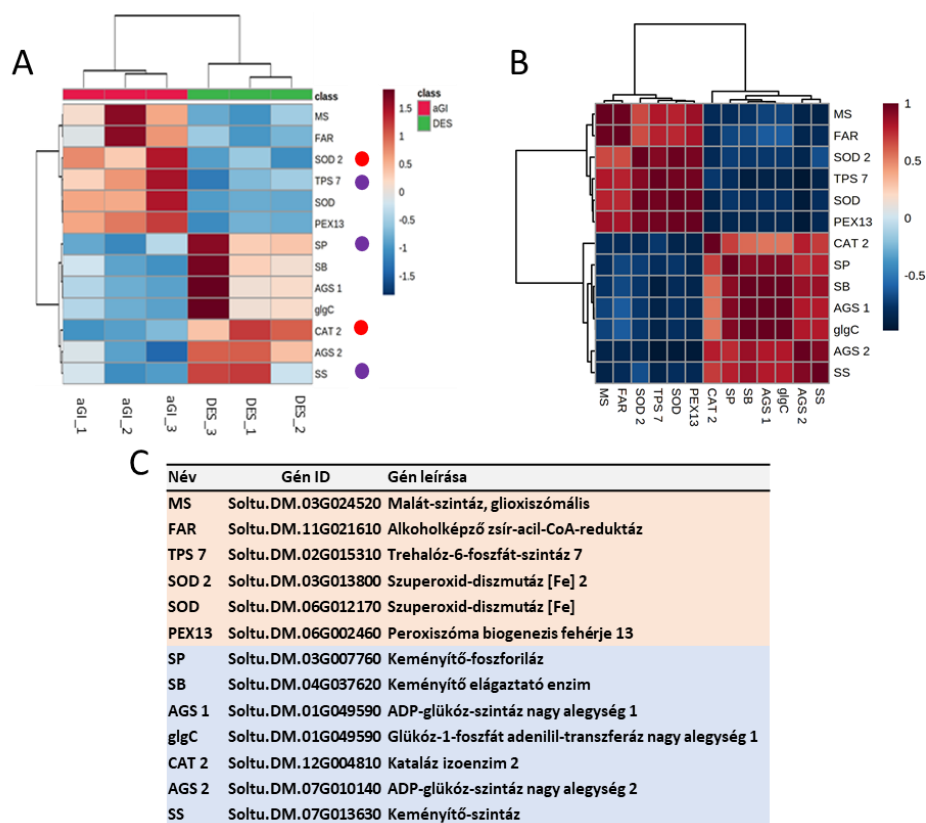 A
class
class
aGI
DES
MS
FAR
SOD 2
TPS 7
SOD
PEX13
SP
SB
AGS 1
glgC
CAT 2
AGS 2
SS
1.5
1
0.5
0
-0.5
-1
-1.5
aGI_1
aGI_2
aGI_3
DES_3
DES_1
DES_2
B
MS
FAR
SOD 2
TPS 7
SOD
PEX13
CAT 2
SP
SB
AGS 1
glgC
AGS 2
SS
1
0.5
0
-0.5
MS
FAR
SOD 2
TPS 7
SOD
PEX13
CAT 2
SP
SB
AGS 1
glgC
AGS 2
SS
C
Név Gén ID Gén leírása
MS Soltu.DM.03G024520 Malát-szintáz, glioxiszómális
FAR Soltu.DM.11G021610 Alkoholképző zsír-acil-CoA-reduktáz
TPS 7 Soltu.DM.02G015310 Trehalóz-6-foszfát-szintáz 7
SOD 2 Soltu.DM.03G013800 Szuperoxid-diszmutáz [Fe] 2
SOD Soltu.DM.06G012170 Szuperoxid-diszmutáz [Fe]
PEX13 Soltu.DM.06G002460 Peroxiszóma biogenezis fehérje 13
SP Soltu.DM.03G007760 Keményítő-foszforiláz
SB Soltu.DM.04G037620 Keményítő elágaztató enzim
AGS 1 Soltu.DM.01G049590 ADP-glükóz-szintáz nagy alegység 1
glgC Soltu.DM.01G049590 Glükóz-1-foszfát adenilil-transzferáz nagy alegység 1
CAT 2 Soltu.DM.12G004810 Kataláz izoenzim 2
AGS 2 Soltu.DM.07G010140 ADP-glükóz-szintáz nagy alegység 2
SS Soltu.DM.07G013630 Keményítő-szintáz